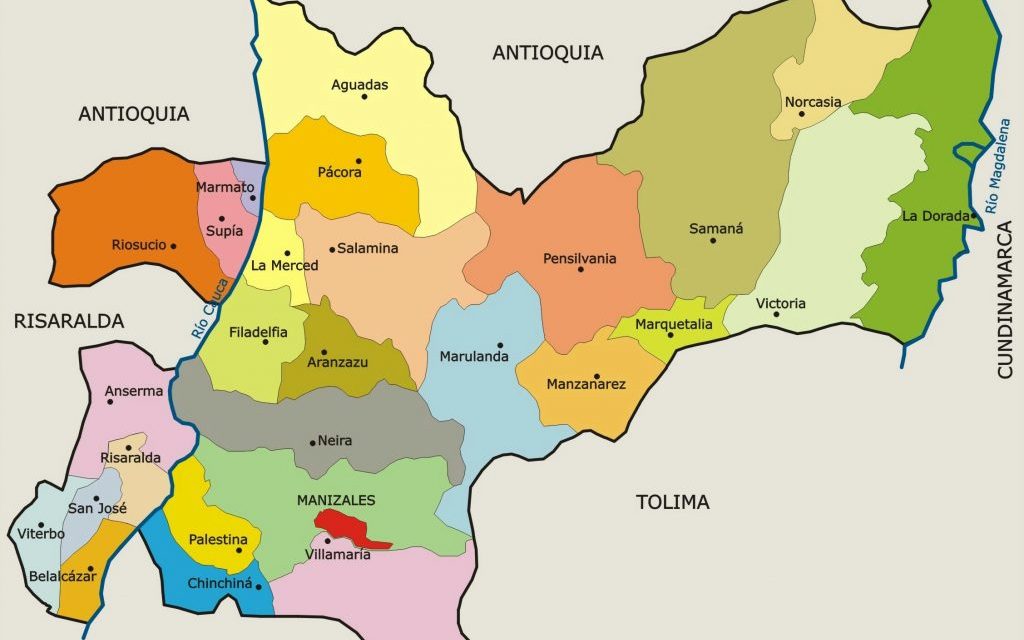 ANTIOQUIA
Aguadas
Norcasia
ANTIOQUIA
Río Magdalena
Pácora
Marmato
La Dorada
Supía
Samaná
Riosucio
Salamina
La Merced
Pensilvania
CUNDINAMARCA
Río Cauca
Victoria
RISARALDA
Filadelfia
Marquetalia
Aranzazu
Marulanda
Manzanarez
Anserma
Neira
Risaralda
MANIZALES
TOLIMA
San José
Viterbo
Palestina
Villamaría
Belalcázar
Chinchiná